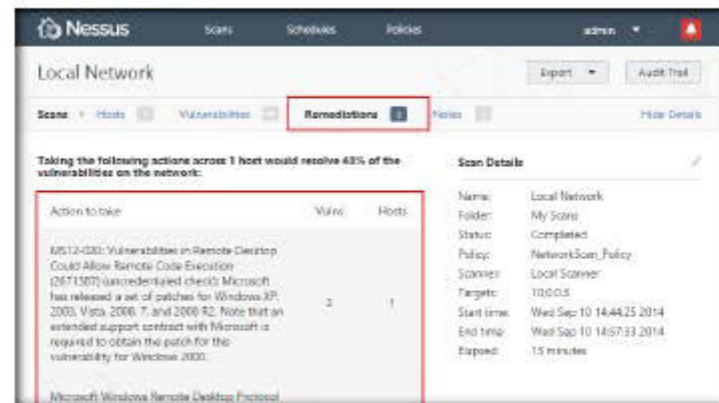 Nessus Scans Schedules Policies admin
Local Network Export Audit Trail
Scans Hosts Vulnerabilities Remediations Notes Hide Details
Taking the following actions across 1 host would resolve 43% of the
vulnerabilities on the network:
Action to take Vulns Hosts
MS12-020: Vulnerabilities in Remote Desktop
Could Allow Remote Code Execution
(2671387) (uncredentialed check): Microsoft
has released a set of patches for Windows XP,
2003, Vista, 2008, 7, and 2008 R2. Note that an
extended support contract with Microsoft is
required to obtain the patch for this
vulnerability for Windows 2000.
2 1
Microsoft Windows Remote Desktop Protocol
Scan Details
Name: Local Network
Folder: My Scans
Status: Completed
Policy: NetworkScan_Policy
Scanner: Local Scanner
Targets: 10.0.0.5
Start time: Wed Sep 10 14:44:25 2014
End time: Wed Sep 10 14:57:33 2014
Elapsed: 13 minutes